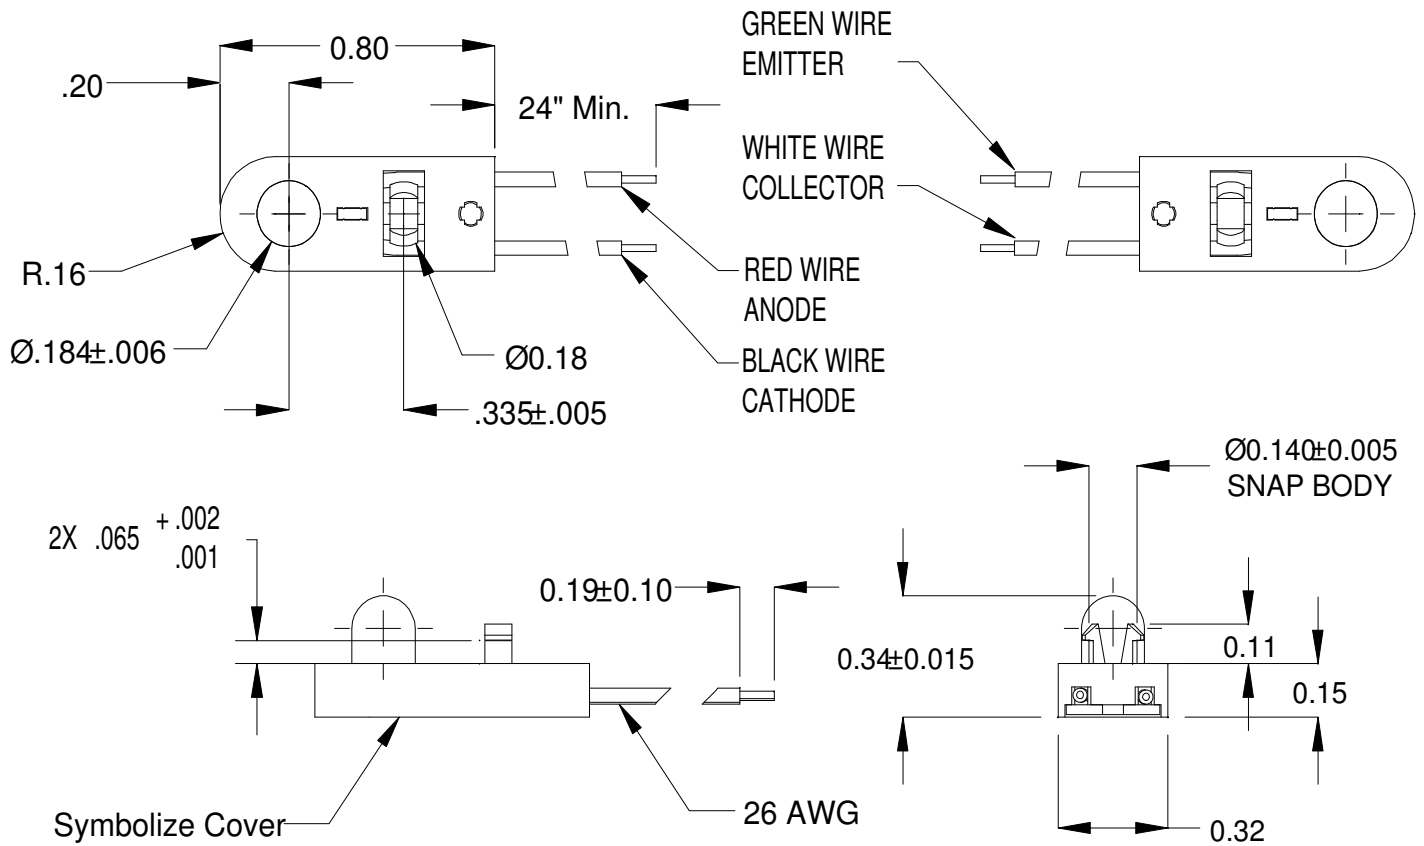 GREEN WIRE
EMITTER
0.80
.20
24" Min.
WHITE WIRE
COLLECTOR
R.16
RED WIRE
ANODE
Ø.184±.006
Ø0.18
BLACK WIRE
CATHODE
.335±.005
Ø0.140±0.005
SNAP BODY
2X .065 +.002
.001
0.19±0.10
0.34±0.015
0.11
0.15
26 AWG
Symbolize Cover
0.32